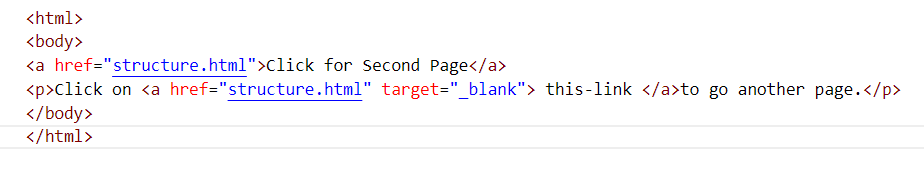 <html>
<body>
<a href="structure.html">Click for Second Page</a>
<p>Click on <a href="structure.html" target="_blank"> this-link </a>to go another page.</p>
</body>
</html>